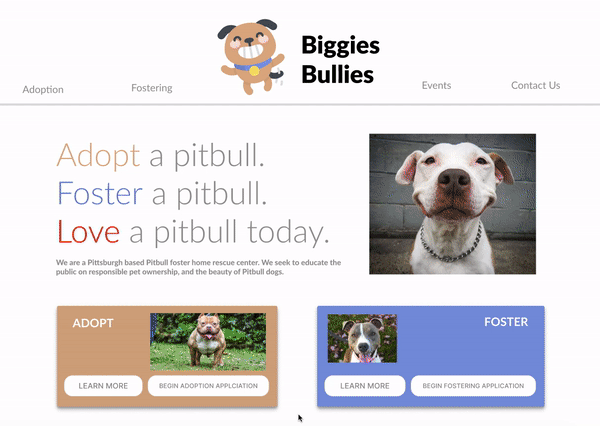 Biggies
Bullies
Adoption
Fostering
Events
Contact Us
Adopt a pitbull.
Foster a pitbull.
Love a pitbull today.
We are a Pittsburgh based Pitbull foster home rescue center. We seek to educate the
public on responsible pet ownership, and the beauty of Pitbull dogs.
ADOPT
LEARN MORE
BEGIN ADOPTION APPLCIATION
FOSTER
LEARN MORE
BEGIN FOSTERING APPLICATION